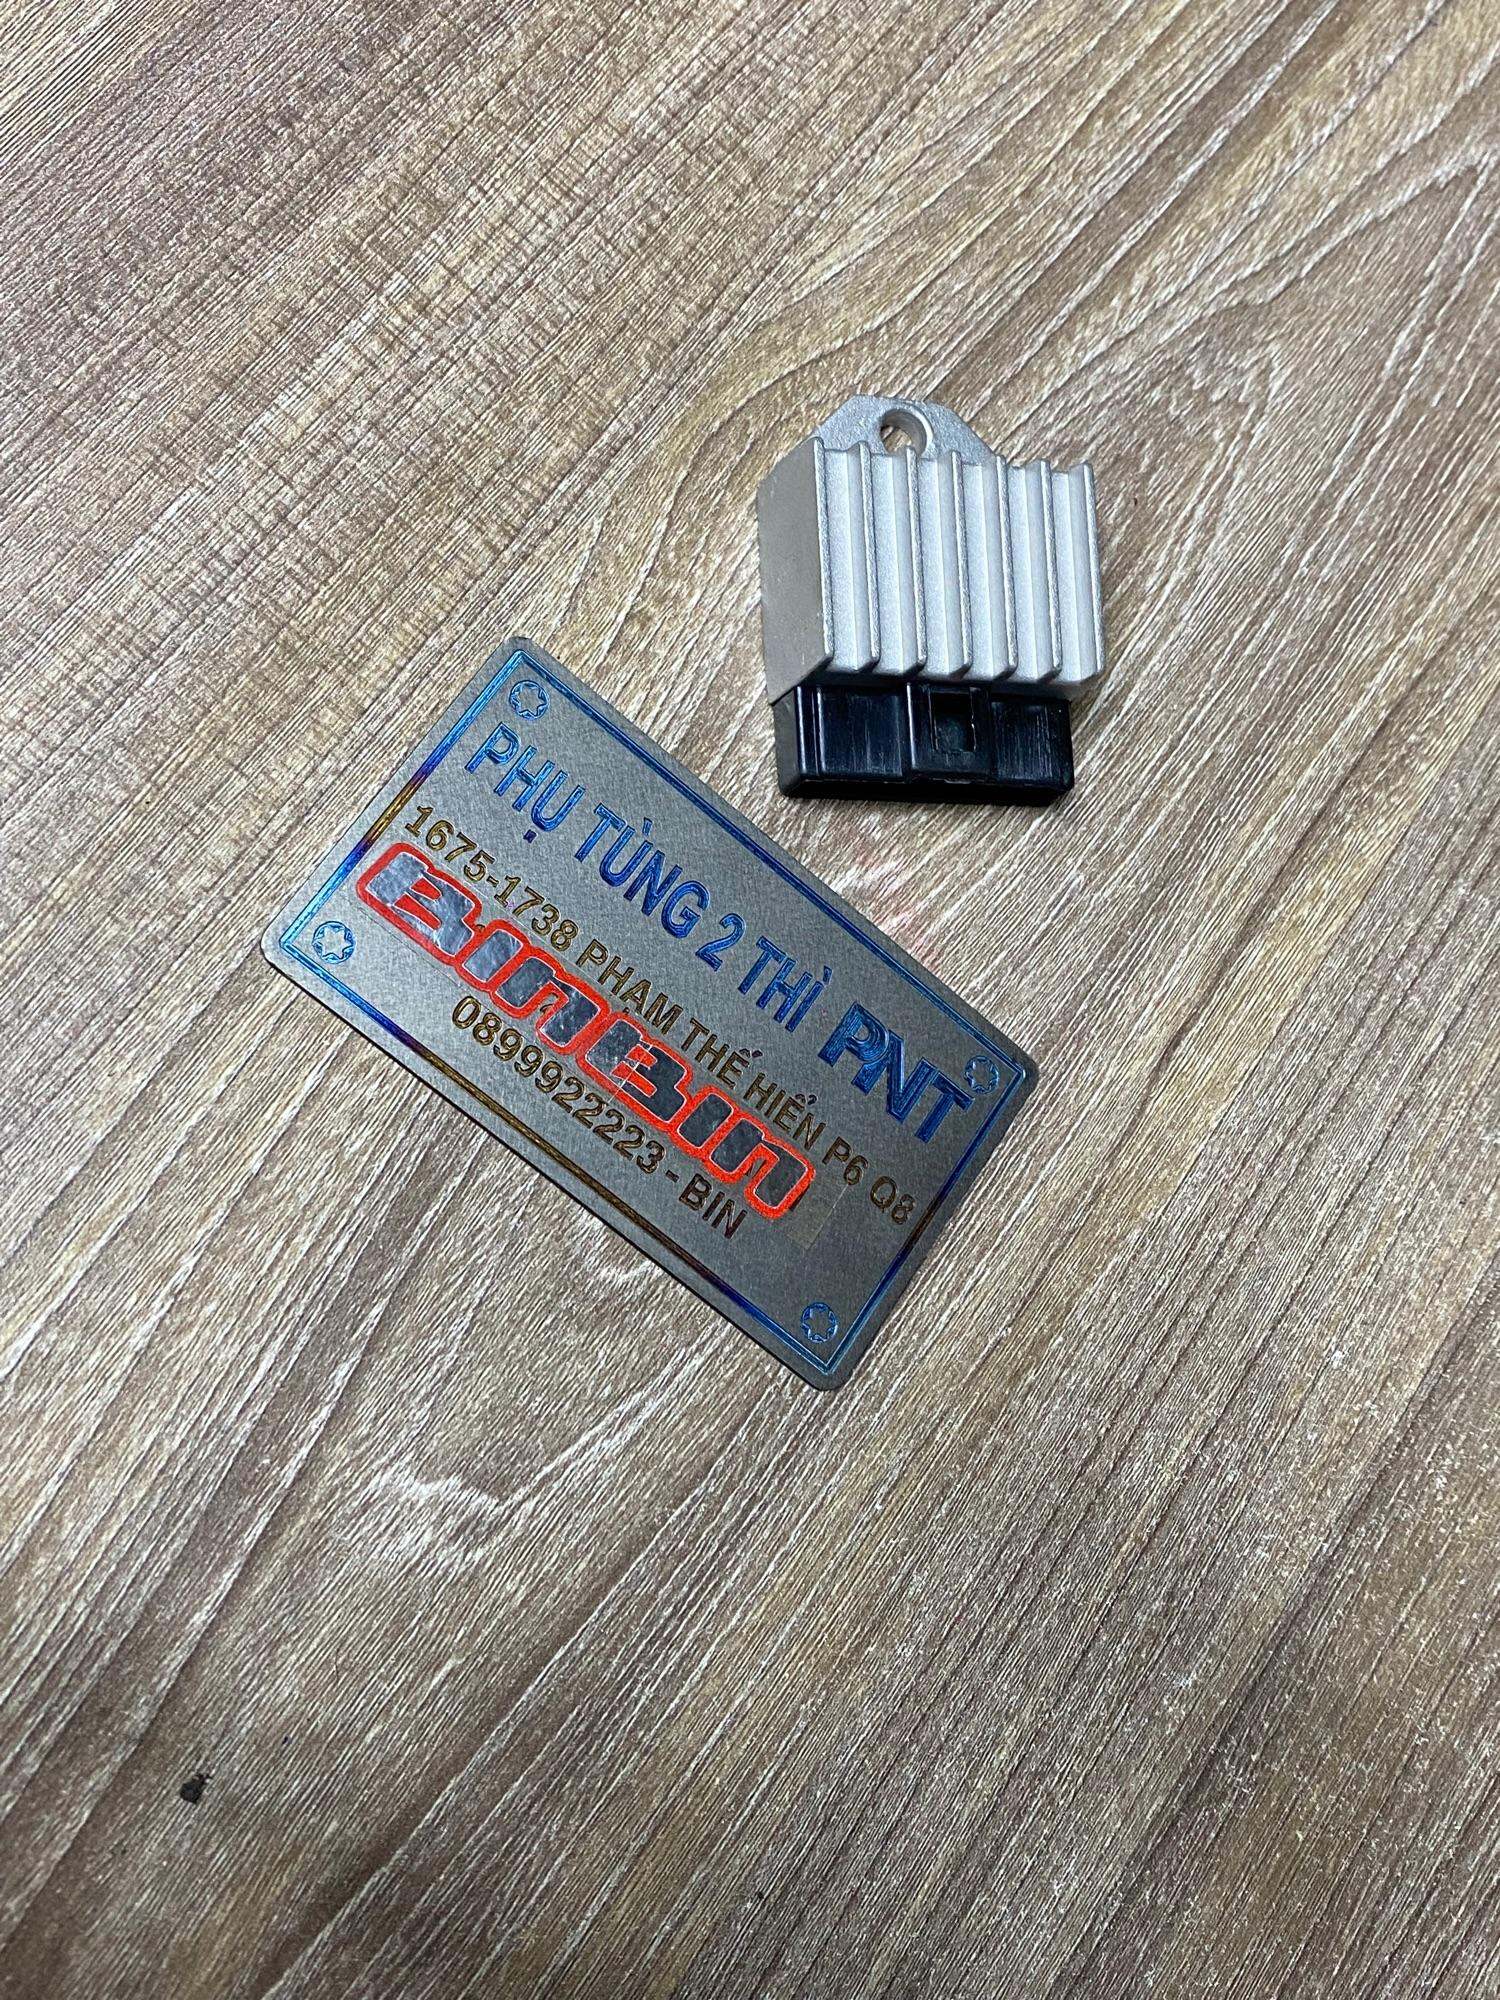 PHỤ TÙNG 2 THÌ PNT
1675-1738 PHẠM THẾ HIỂN P6 Q8
BINBIN
0899922223 - BIN